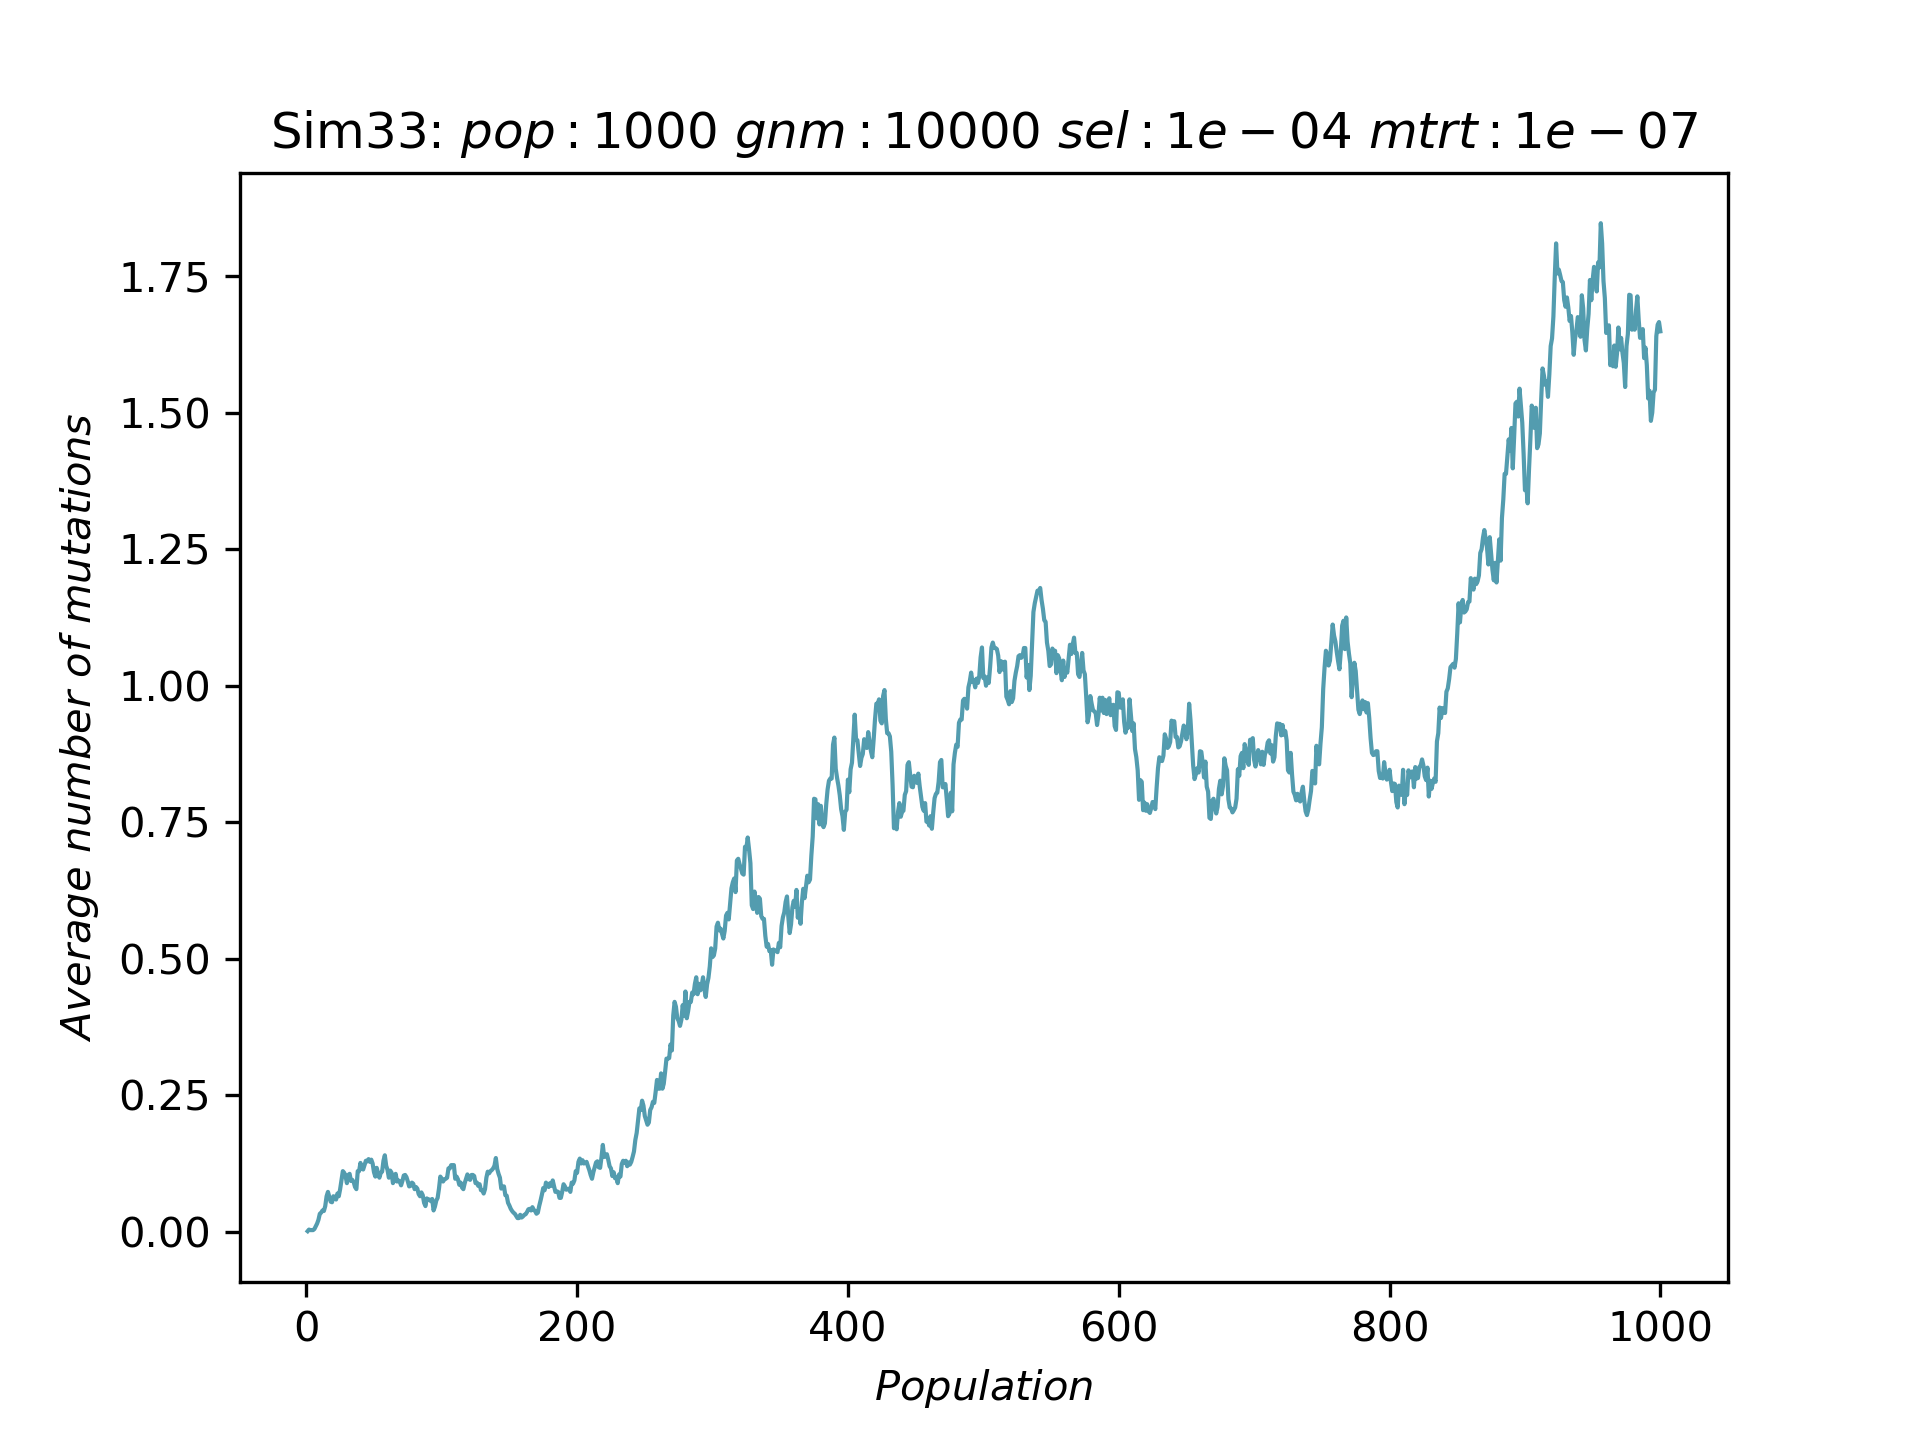 Sim33: pop : 1000 gnm : 10000 sel : 1e − 04 mtrt : 1e − 07
Average number of mutations
1.75
1.50
1.25
1.00
0.75
0.50
0.25
0.00
0 200 400 600 800 1000
Population